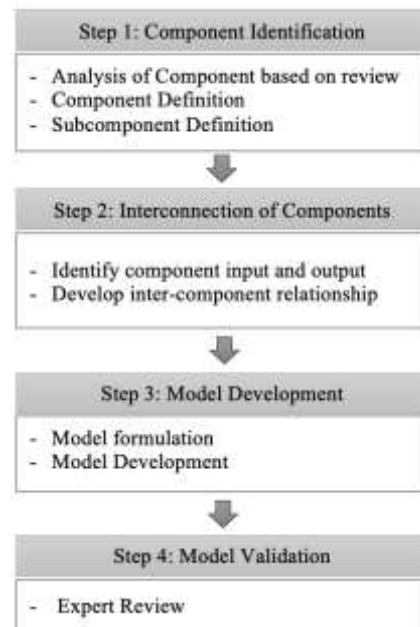 Step 1: Component Identification
- Analysis of Component based on review
- Component Definition
- Subcomponent Definition
Step 2: Interconnection of Components
- Identify component input and output
- Develop inter-component relationship
Step 3: Model Development
- Model formulation
- Model Development
Step 4: Model Validation
- Expert Review